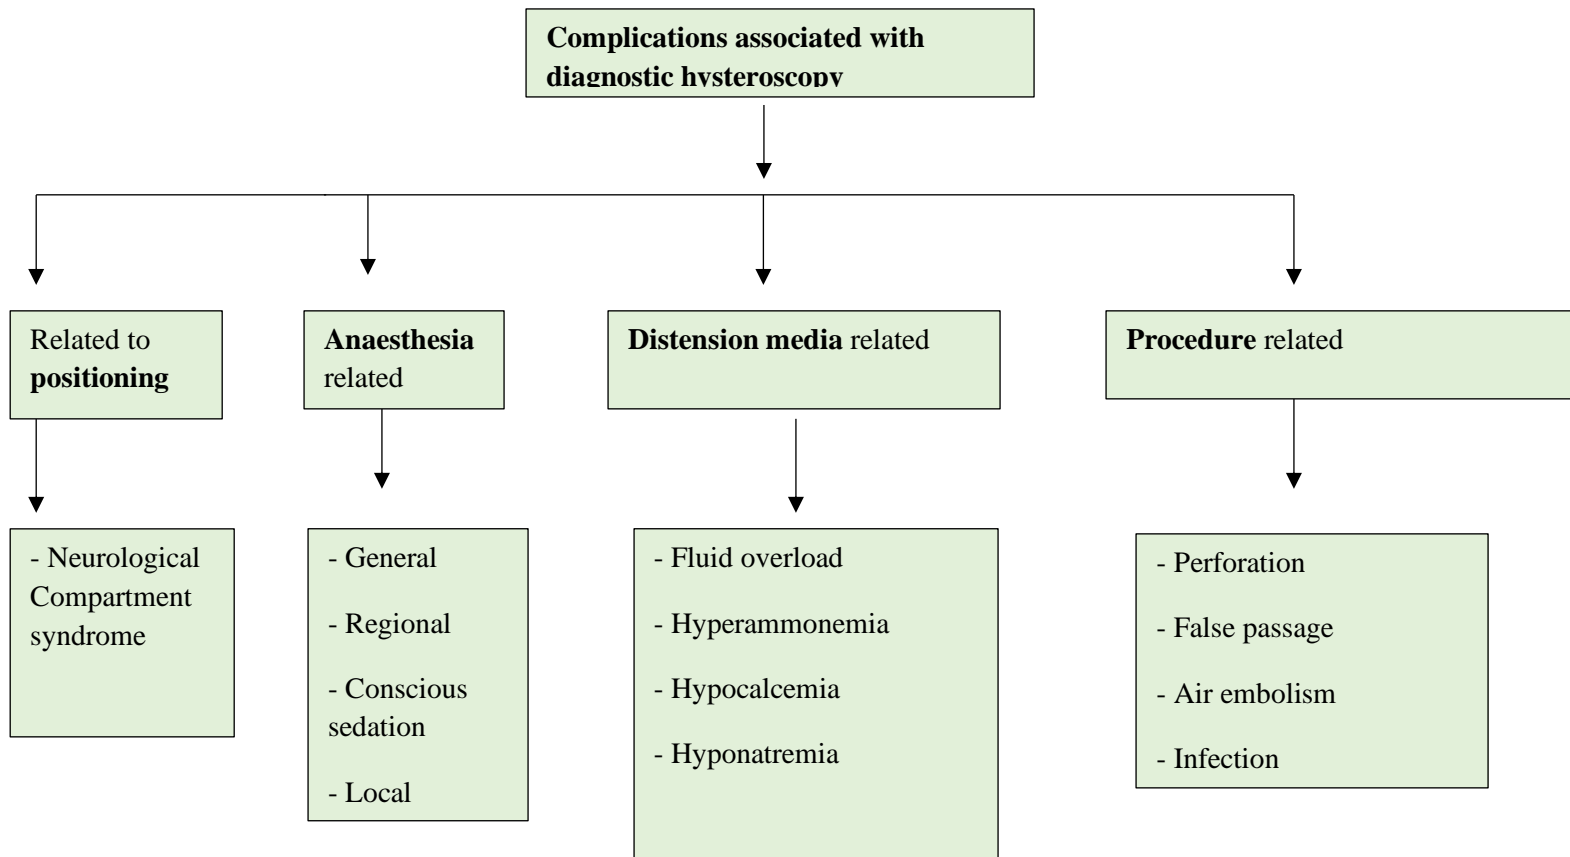 Complications associated with
diagnostic hysteroscopy
Related to
positioning
Anaesthesia
related
Distension media related
Procedure related
- Neurological
Compartment
syndrome
- General
- Regional
- Conscious
sedation
- Local
- Fluid overload
- Hyperammonemia
- Hypocalcemia
- Hyponatremia
- Perforation
- False passage
- Air embolism
- Infection